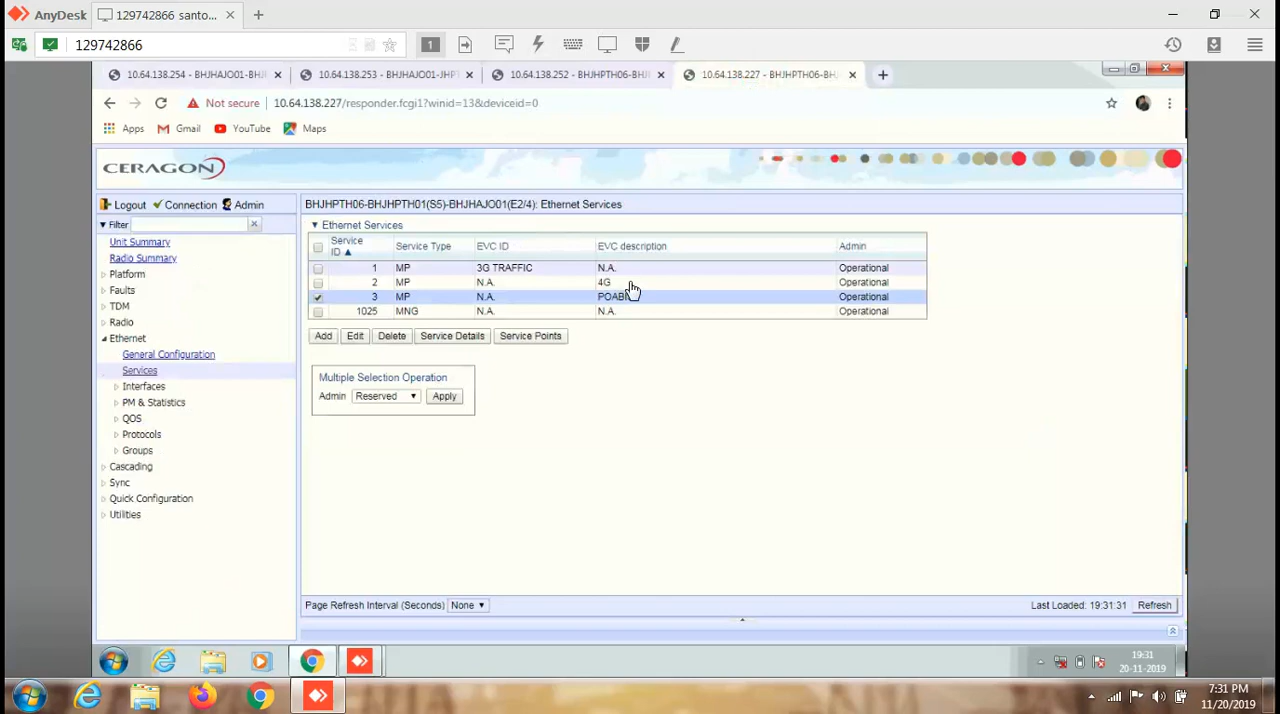 AnyDesk 129742866 santo...
129742866 1
10.64.138.254 - BHJHAJO01-BHJ 10.64.138.253 - BHJHAJO01-JH 10.64.138.252 - BHJHPTH06-BH 10.64.138.227 - BHJHPTH06-BH
Not secure 10.64.138.227/responder.fcgi1?winid=13&deviceid=0
Apps Gmail YouTube Maps
CERAGON
Logout Connection Admin
Filter
Unit Summary
Radio Summary
Platform
Faults
TDM
Radio
Ethernet
General Configuration
Services
Interfaces
PM & Statistics
QOS
Protocols
Groups
Cascading
Sync
Quick Configuration
Utilities
BHJHPTH06-BHJHPTH01(S5)-BHJHAJO01(E2/4): Ethernet Services
Ethernet Services
Service ID ▲ Service Type EVC ID EVC description Admin
1 MP 3G TRAFFIC N.A. Operational
2 MP N.A. 4G Operational
3 MP N.A. Operational
1025 MNG N.A. N.A. Operational
Add Edit Delete Service Details Service Points
Multiple Selection Operation
Admin Reserved Apply
Page Refresh Interval (Seconds) None Last Loaded: 19:31:31 Refresh
19:31
20-11-2019
7:31 PM
11/20/2019